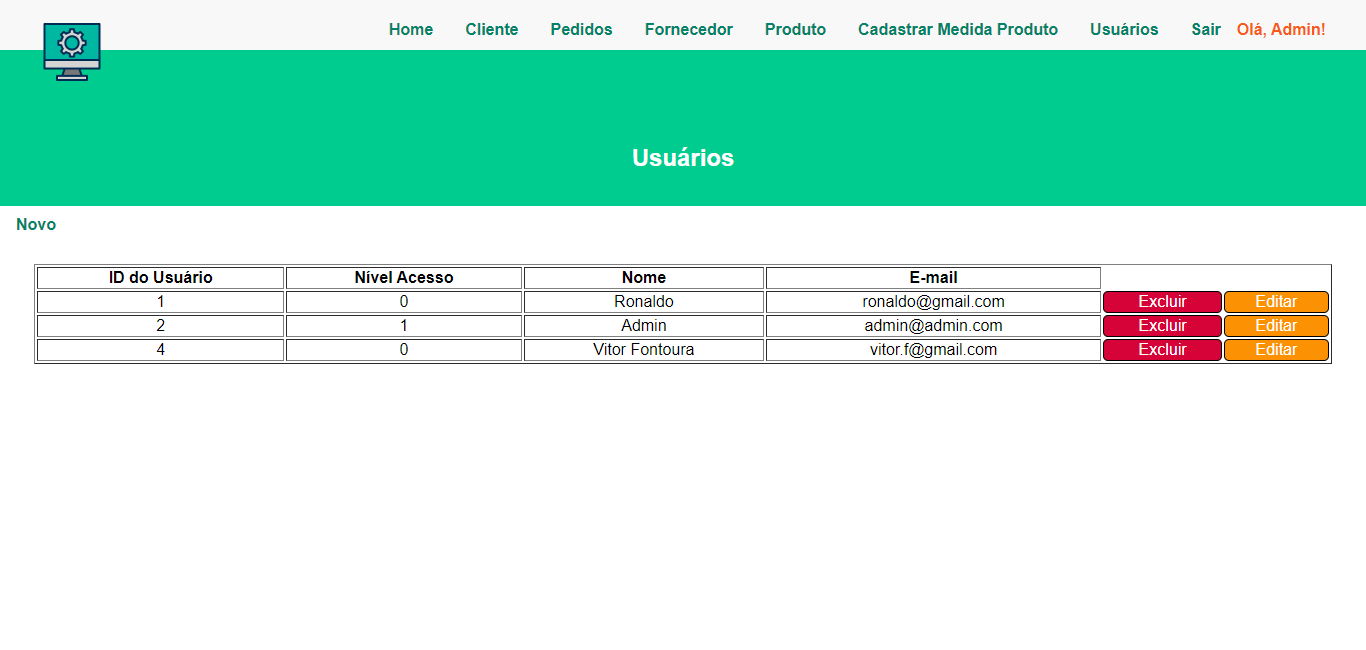 Home Cliente Pedidos Fornecedor Produto Cadastrar Medida Produto Usuários Sair Olá, Admin!
Usuários
Novo
ID do Usuário Nível Acesso Nome E-mail
1 0 Ronaldo ronaldo@gmail.com Excluir Editar
2 1 Admin admin@admin.com Excluir Editar
4 0 Vitor Fontoura vitor.f@gmail.com Excluir Editar